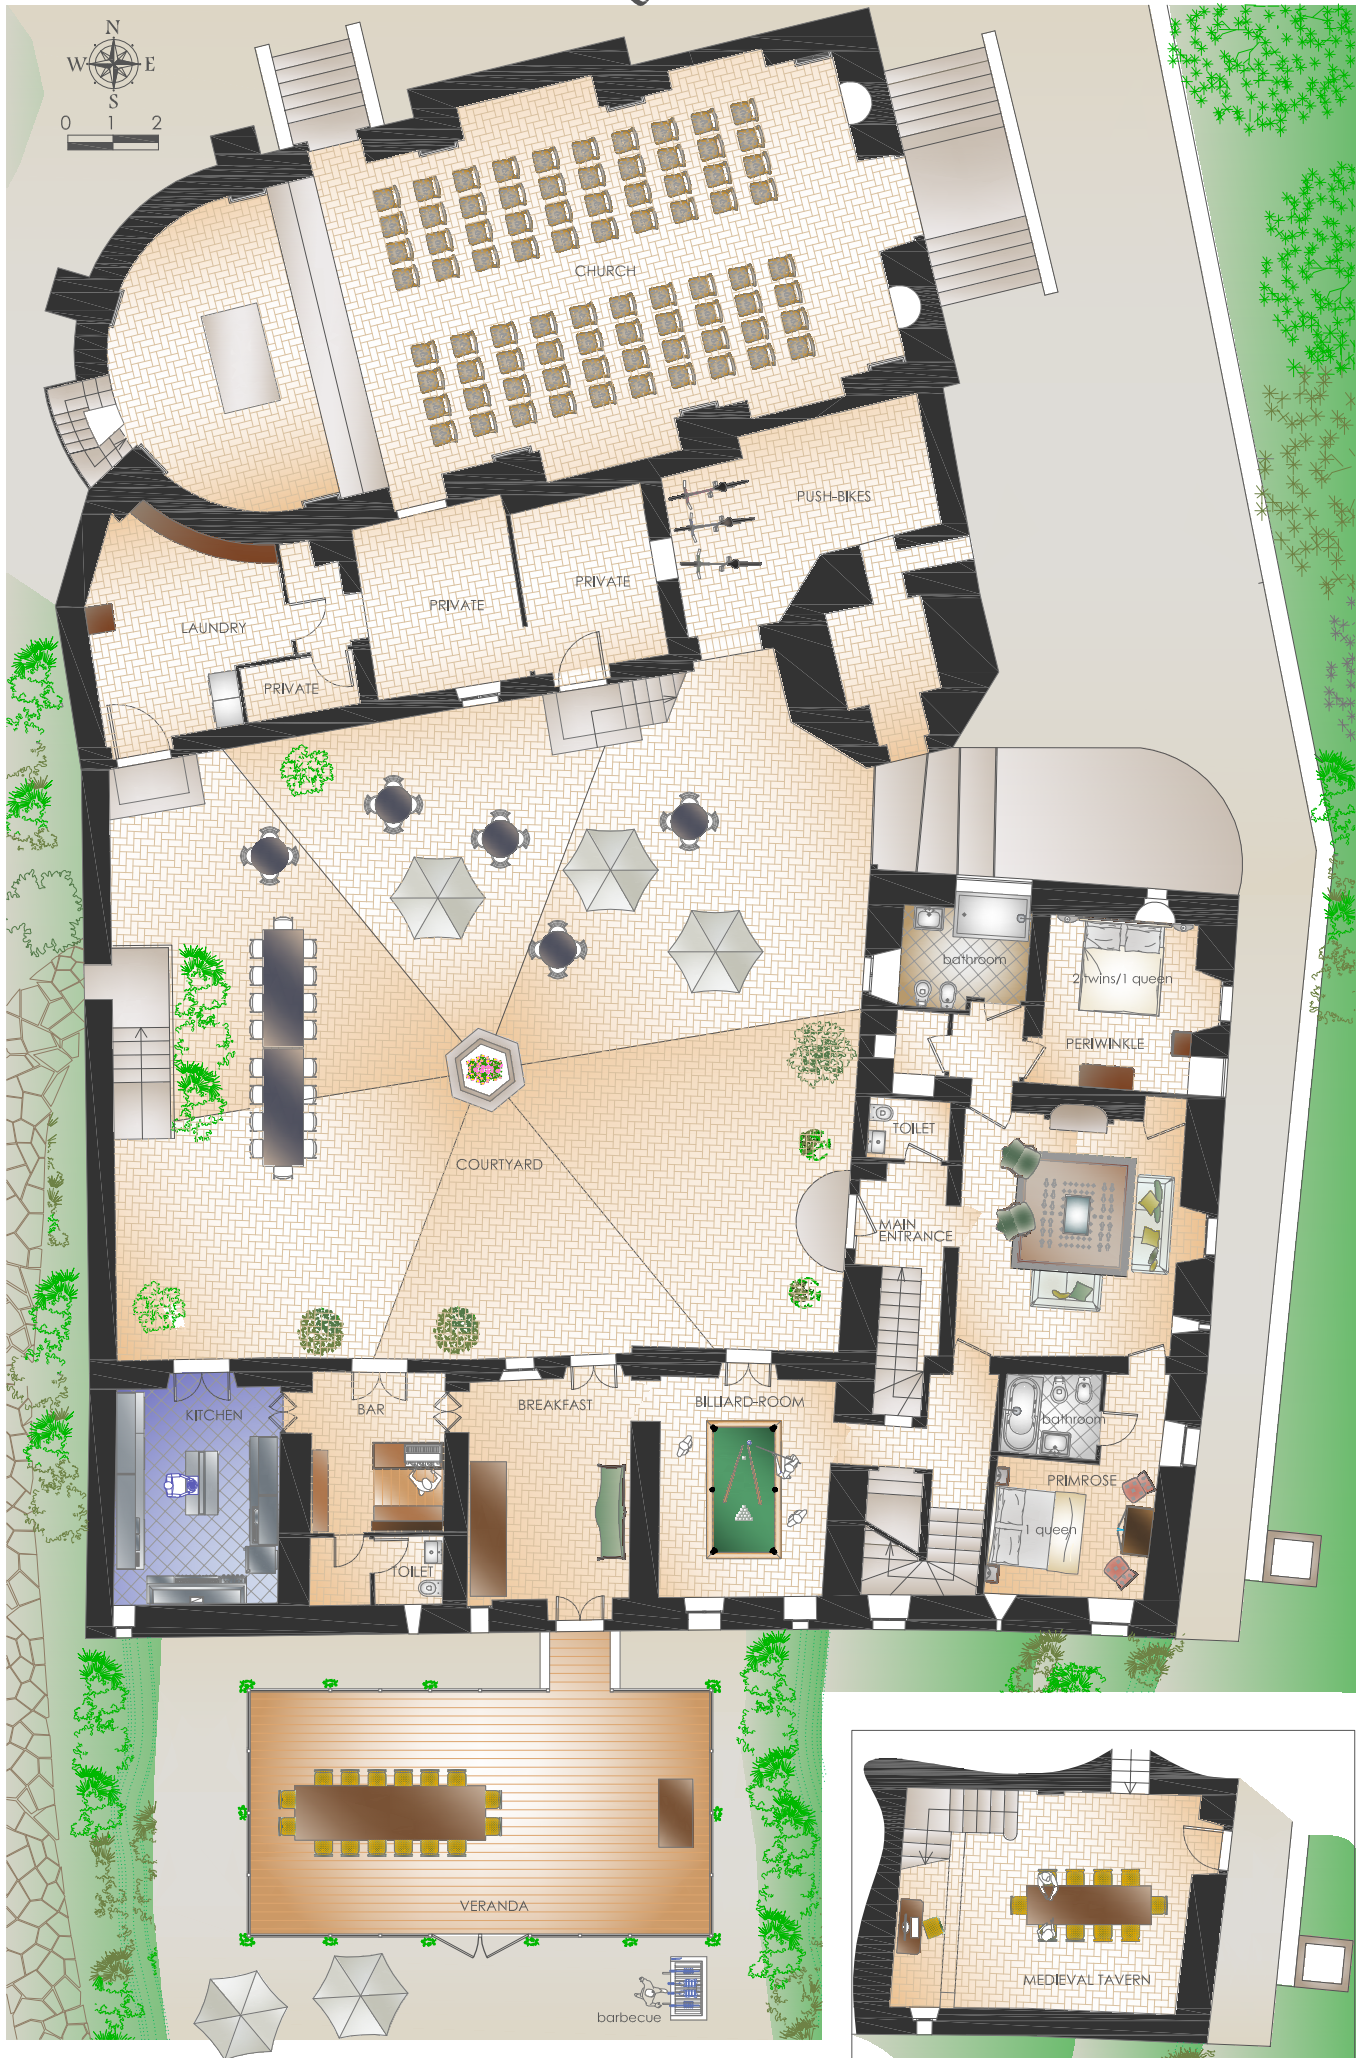 N
W E
S
0 1 2
CHURCH
PUSH-BIKES
PRIVATE
PRIVATE
LAUNDRY
PRIVATE
bathroom
2 twins/1 queen
PERIWINKLE
TOILET
COURTYARD
MAIN
ENTRANCE
KITCHEN
BAR
BREAKFAST
BILLIARD-ROOM
bathroom
PRIMROSE
1 queen
TOILET
VERANDA
MEDIEVAL TAVERN
barbecue